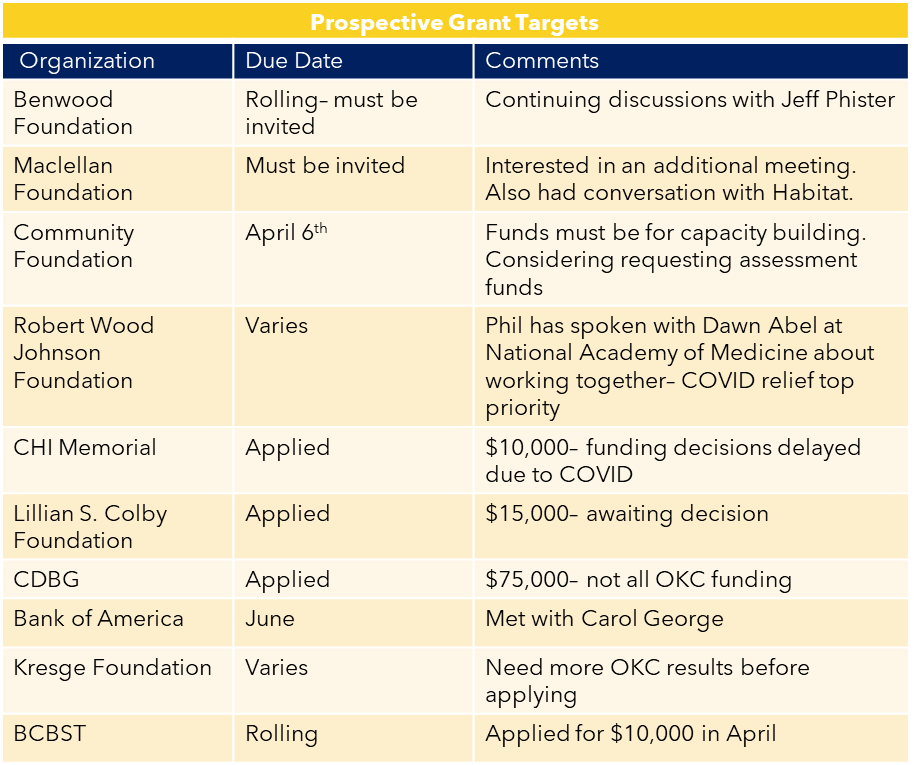 Prospective Grant Targets
Organization Due Date Comments
Benwood Rolling– must be Continuing discussions with Jeff Phister
Foundation invited
Maclellan Must be invited Interested in an additional meeting.
Foundation Also had conversation with Habitat.
Community April 6th Funds must be for capacity building.
Foundation Considering requesting assessment
funds
Robert Wood Varies Phil has spoken with Dawn Abel at
Johnson National Academy of Medicine about
Foundation working together– COVID relief top
priority
CHI Memorial Applied $10,000– funding decisions delayed
due to COVID
Lillian S. Colby Applied $15,000– awaiting decision
Foundation
CDBG Applied $75,000– not all OKC funding
Bank of America June Met with Carol George
Kresge Foundation Varies Need more OKC results before
applying
BCBST Rolling Applied for $10,000 in April